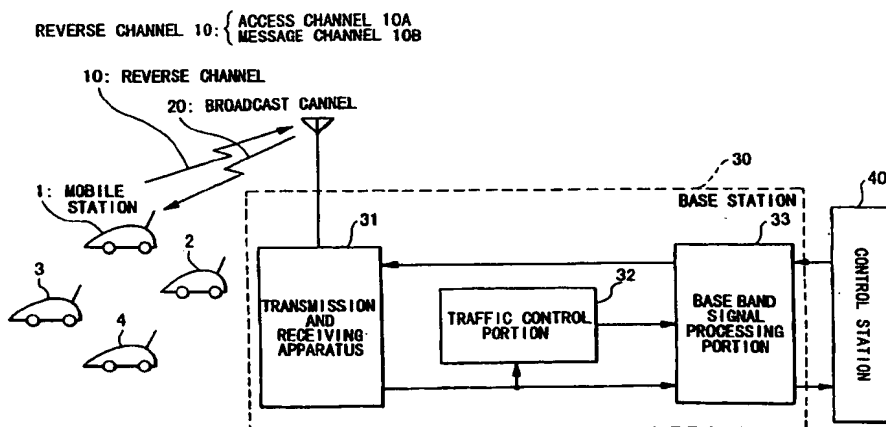 REVERSE CHANNEL 10: { ACCESS CHANNEL 10A
MESSAGE CHANNEL 10B
10: REVERSE CHANNEL
20: BROADCAST CANNEL
1: MOBILE
STATION
30
BASE STATION
40
31
33
2
3
32
4
TRANSMISSION
AND
RECEIVING
APPARATUS
TRAFFIC CONTROL
PORTION
BASE BAND
SIGNAL
PROCESSING
PORTION
CONTROL STATION